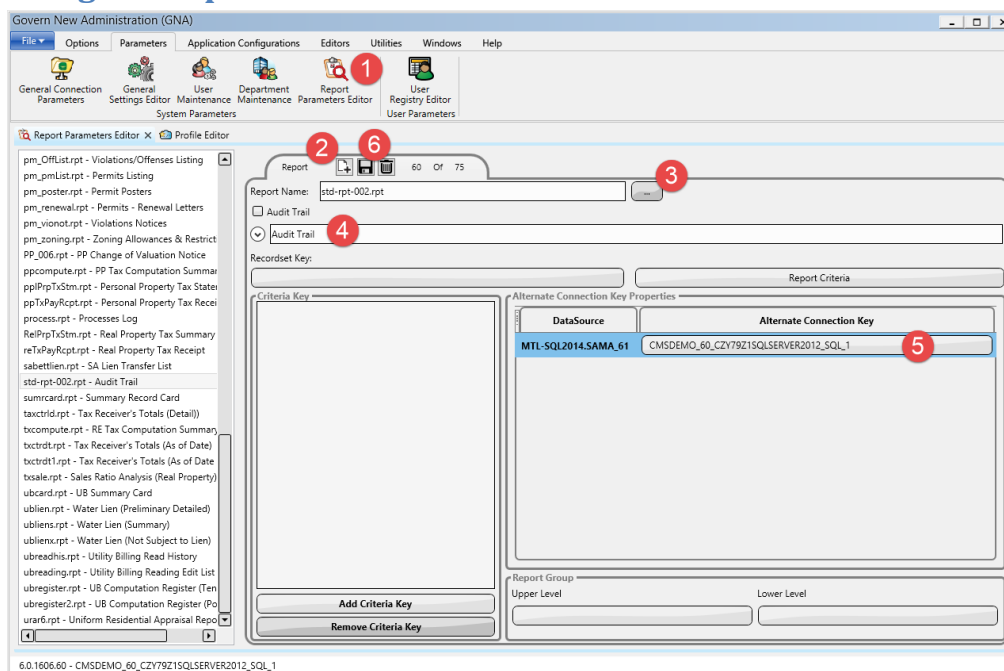 Govern New Administration (GNA)
File Options Parameters Application Configurations Editors Utilities Windows Help
General Connection Parameters
General Settings Editor
User Maintenance
Department Maintenance
Report Parameters Editor
1
User Registry Editor
System Parameters
User Parameters
Report Parameters Editor X Profile Editor
pm_OffList.rpt - Violations/Offenses Listing
pm_pmList.rpt - Permits Listing
pm_poster.rpt - Permit Posters
pm_renewal.rpt - Permits - Renewal Letters
pm_vionot.rpt - Violations Notices
pm_zoning.rpt - Zoning Allowances & Restrict
PP_006.rpt - PP Change of Valuation Notice
ppcompute.rpt - PP Tax Computation Summar
pplPrpTxStm.rpt - Personal Property Tax Stater
ppTxPayRcpt.rpt - Personal Property Tax Recei
process.rpt - Processes Log
RelPrpTxStm.rpt - Real Property Tax Summary
reTxPayRcpt.rpt - Real Property Tax Receipt
sabettlien.rpt - SA Lien Transfer List
std-rpt-002.rpt - Audit Trail
sumrcard.rpt - Summary Record Card
taxctrld.rpt - Tax Receiver's Totals (Detail))
txcompute.rpt - RE Tax Computation Summary
txctrdt.rpt - Tax Receiver's Totals (As of Date)
txctrdt1.rpt - Tax Receiver's Totals (As of Date
txsale.rpt - Sales Ratio Analysis (Real Property)
ubcard.rpt - UB Summary Card
ublien.rpt - Water Lien (Preliminary Detailed)
ubliens.rpt - Water Lien (Summary)
ublienx.rpt - Water Lien (Not Subject to Lien)
ubreadhis.rpt - Utility Billing Read History
ubreading.rpt - Utility Billing Reading Edit List
ubregister.rpt - UB Computation Register (Ten
ubregister2.rpt - UB Computation Register (Po
urar6.rpt - Uniform Residential Appraisal Repo
2 6
Report 60 Of 75
Report Name: std-rpt-002.rpt ... 3
Audit Trail
Audit Trail 4
Recordset Key:
Report Criteria
Criteria Key
Add Criteria Key
Remove Criteria Key
Alternate Connection Key Properties
DataSource Alternate Connection Key
MTL-SQL2014.SAMA_61 CMSDEMO_60_CZY79Z1SQLSERVER2012_SQL_1 5
Report Group
Upper Level Lower Level
6.0.1606.60 - CMSDEMO_60_CZY79Z1SQLSERVER2012_SQL_1